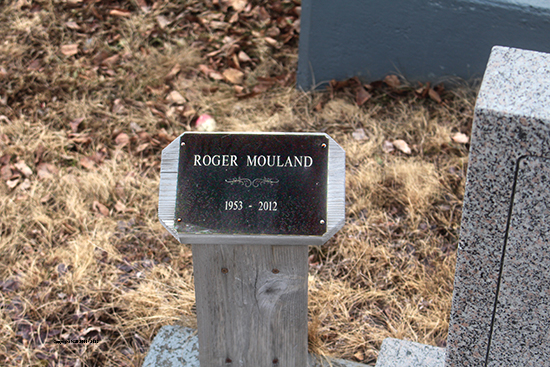 ROGER MOULAND
1953 - 2012